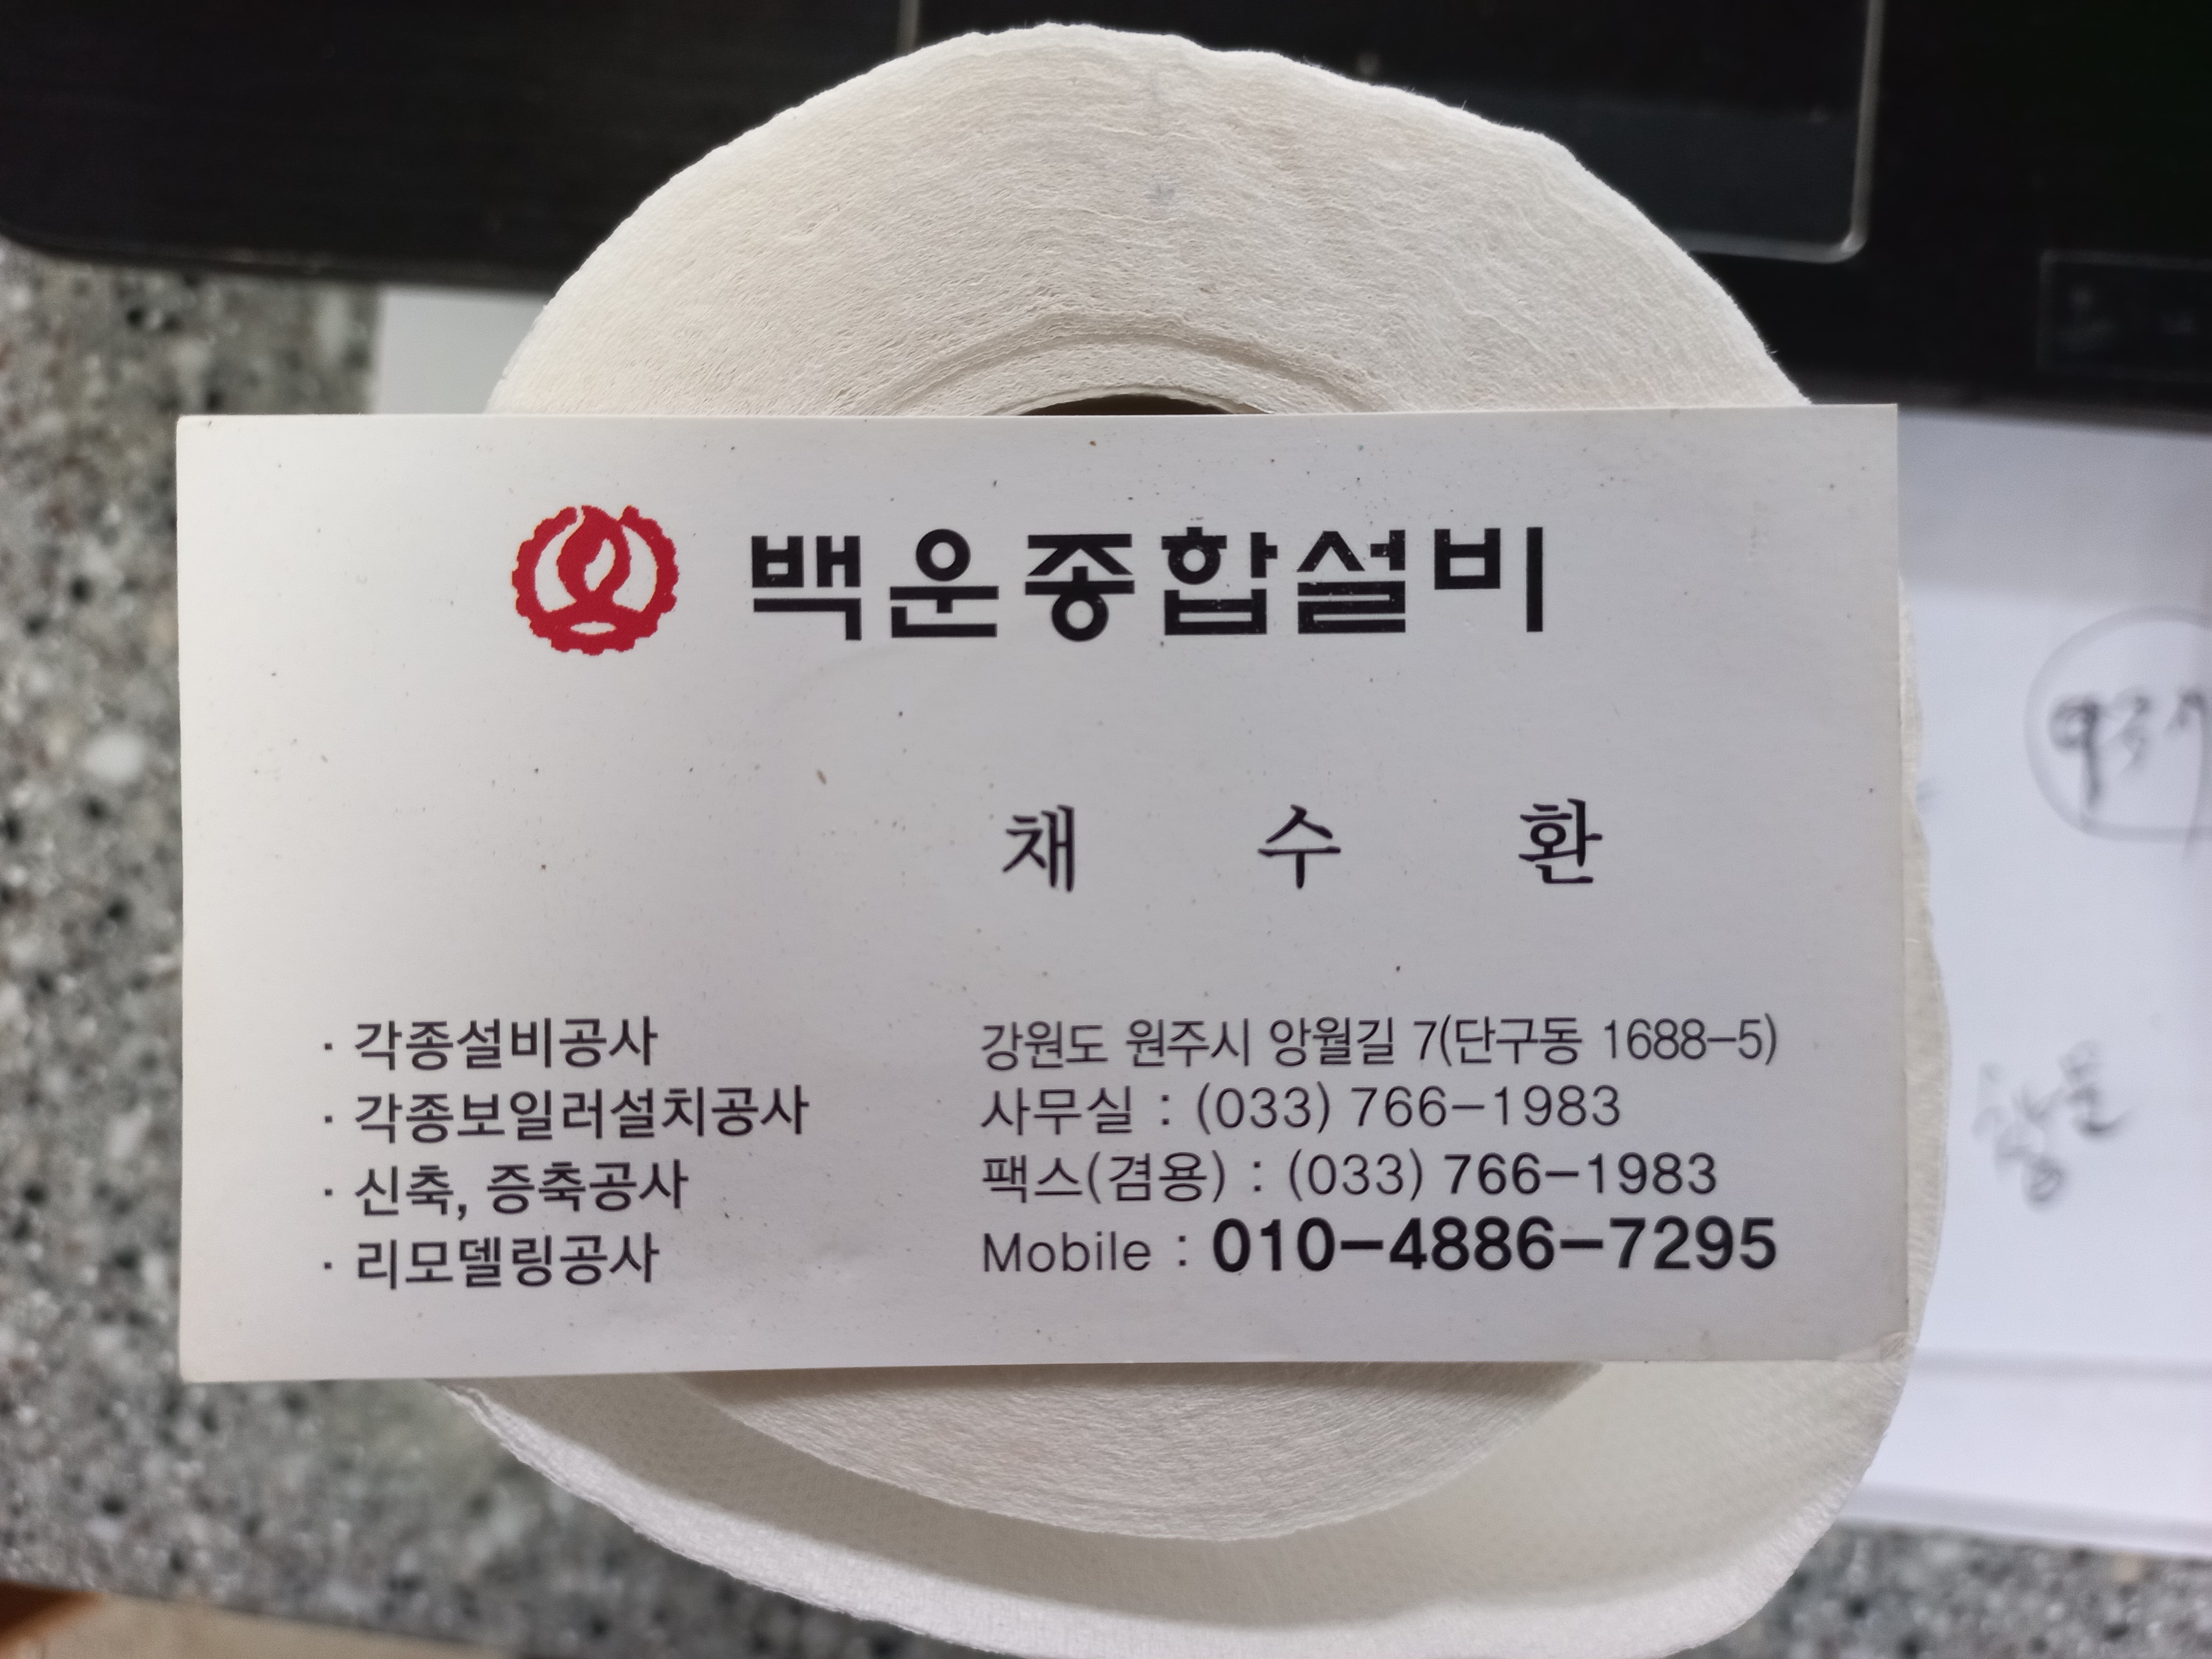 백운종합설비
채 수 환
· 각종설비공사
· 각종보일러설치공사
· 신축, 증축공사
· 리모델링공사
강원도 원주시 앙월길 7(단구동 1688-5)
사무실 : (033) 766-1983
팩스(겸용) : (033) 766-1983
Mobile : 010-4886-7295